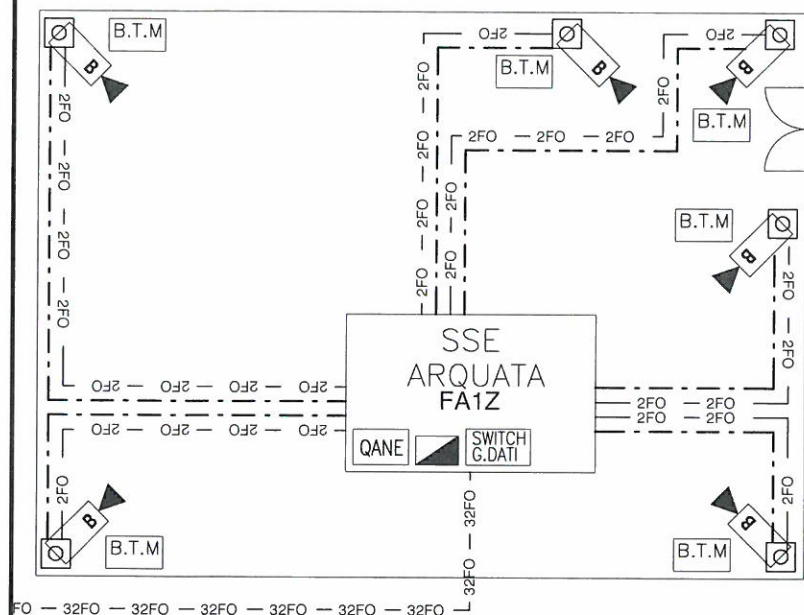 B.T.M
2FO
2FO
B
B.T.M
B
B.T.M
B
2FO — 2FO — 2FO
2FO
2FO — 2FO — 2FO — 2FO
2FO — 2FO
2FO — 2FO — 2FO — 2FO
B.T.M
B
2FO — 2FO
SSE
ARQUATA
FA1Z
QANE
SWITCH
G.DATI
2FO — 2FO — 2FO — 2FO
2FO — 2FO — 2FO — 2FO
2FO — 2FO
2FO — 2FO
2FO
2FO
B
B.T.M
B
B.T.M
32FO — 32FO
FO — 32FO — 32FO — 32FO — 32FO — 32FO — 32FO